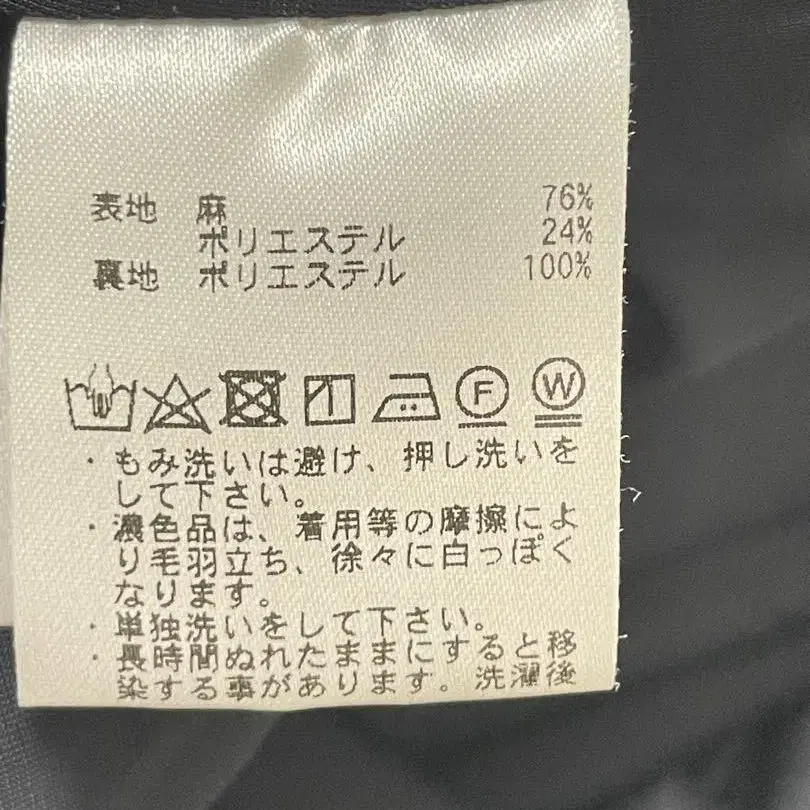 表地 麻 76%
ポリエステル 24%
裏地 ポリエステル 100%
F W
・もみ洗いは避け、押し洗いを
して下さい。
・濃色品は、着用等の摩擦によ
り毛羽立ち、徐々に白っぽく
なります。
・単独洗いをして下さい。
・長時間ぬれたままにすると移
染する事があります。洗濯後